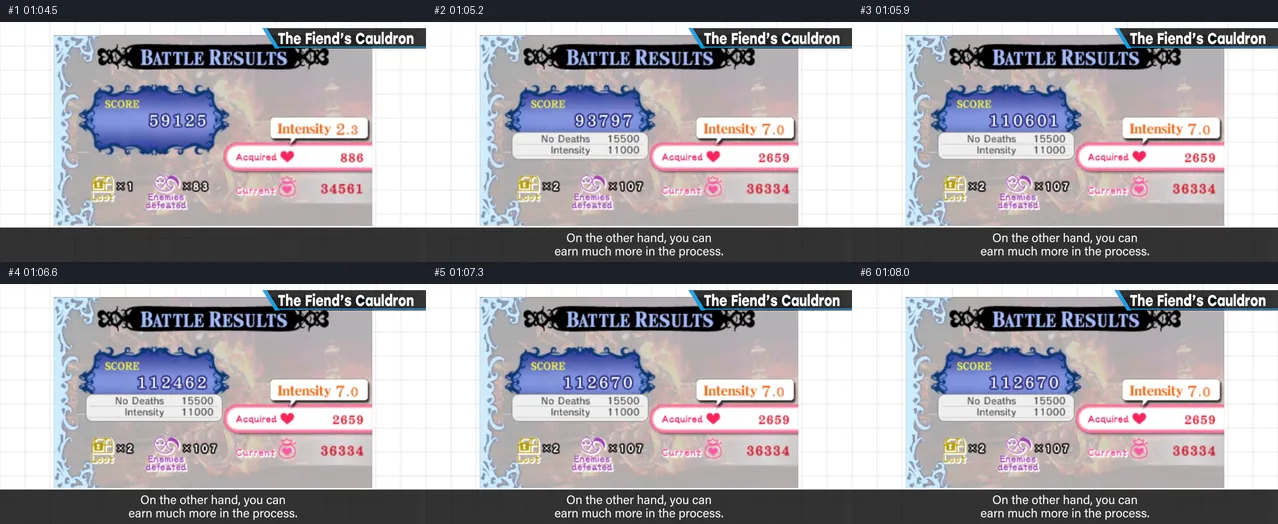 #1 01:04.5
The Fiend's Cauldron
BATTLE RESULTS
SCORE
59125
Intensity 2.3
Acquired 886
×1 ×83 Current 34561
Loot Enemies defeated
#2 01:05.2
The Fiend's Cauldron
BATTLE RESULTS
SCORE
93797
Intensity 7.0
No Deaths 15500
Intensity 11000
Acquired 2659
×2 ×107 Current 36334
Loot Enemies defeated
On the other hand, you can
earn much more in the process.
#3 01:05.9
The Fiend's Cauldron
BATTLE RESULTS
SCORE
110601
Intensity 7.0
No Deaths 15500
Intensity 11000
Acquired 2659
×2 ×107 Current 36334
Loot Enemies defeated
On the other hand, you can
earn much more in the process.
#4 01:06.6
The Fiend's Cauldron
BATTLE RESULTS
SCORE
112462
Intensity 7.0
No Deaths 15500
Intensity 11000
Acquired 2659
×2 ×107 Current 36334
Loot Enemies defeated
On the other hand, you can
earn much more in the process.
#5 01:07.3
The Fiend's Cauldron
BATTLE RESULTS
SCORE
112670
Intensity 7.0
No Deaths 15500
Intensity 11000
Acquired 2659
×2 ×107 Current 36334
Loot Enemies defeated
On the other hand, you can
earn much more in the process.
#6 01:08.0
The Fiend's Cauldron
BATTLE RESULTS
SCORE
112670
Intensity 7.0
No Deaths 15500
Intensity 11000
Acquired 2659
×2 ×107 Current 36334
Loot Enemies defeated
On the other hand, you can
earn much more in the process.